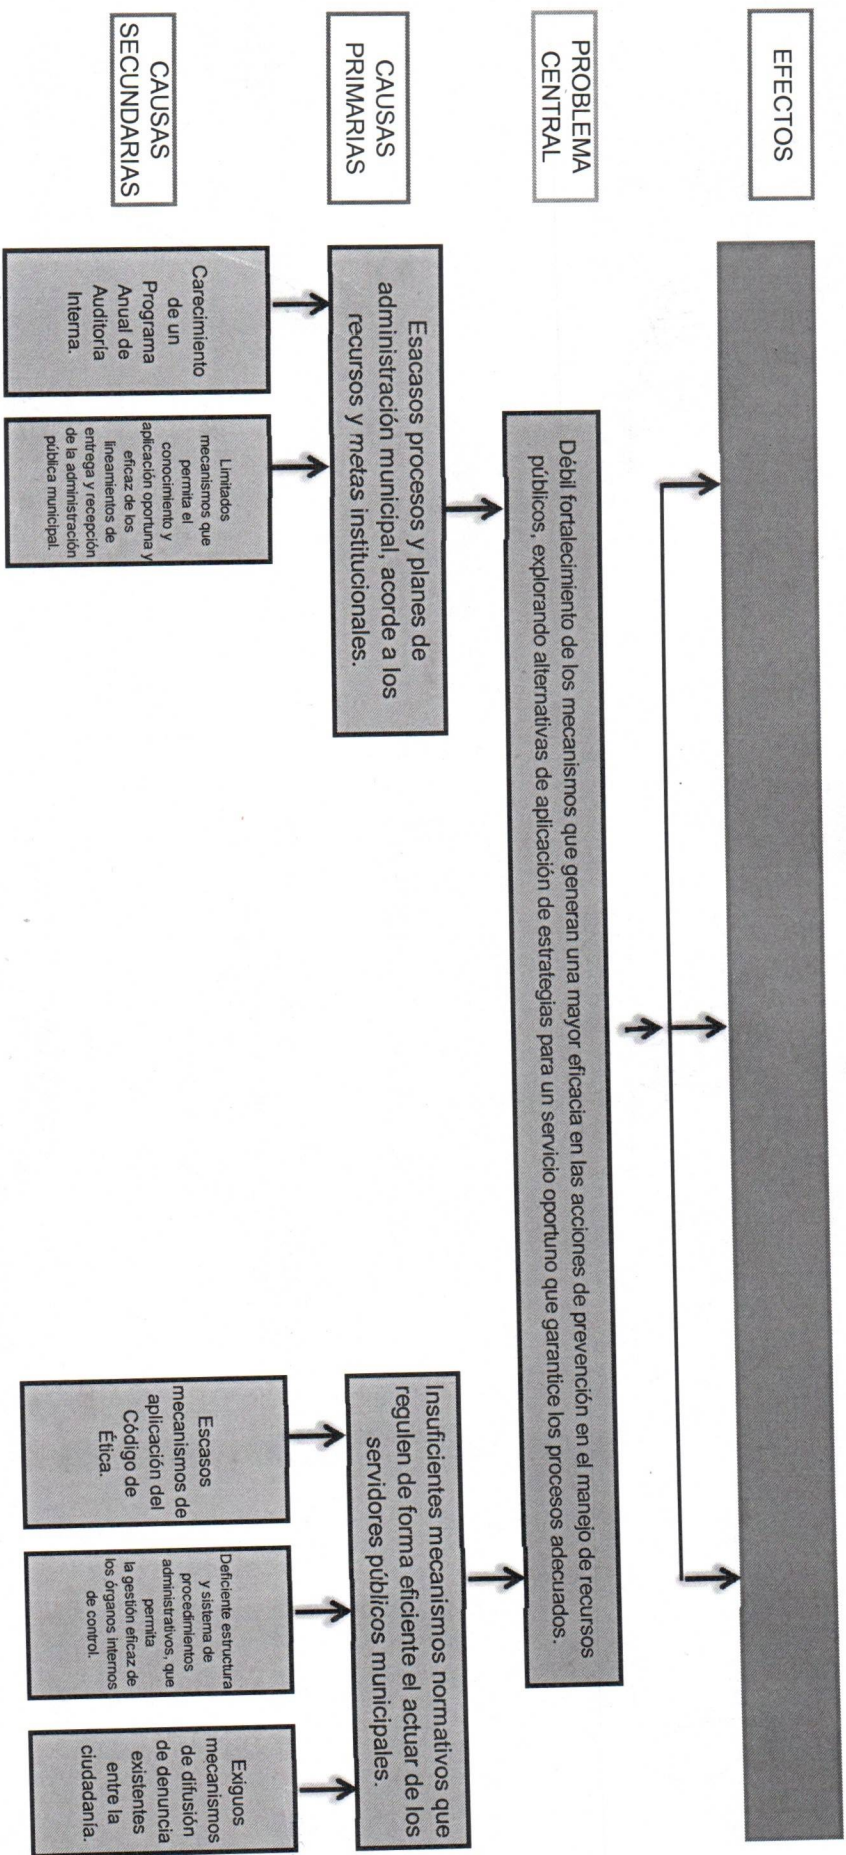 EFECTOS
PROBLEMA
CENTRAL
Débil fortalecimiento de los mecanismos que generan una mayor eficacia en las acciones de prevención en el manejo de recursos
públicos, explorando alternativas de aplicación de estrategias para un servicio oportuno que garantice los procesos adecuados.
CAUSAS
PRIMARIAS
Esacasos procesos y planes de
administración municipal, acorde a los
recursos y metas institucionales.
Insuficientes mecanismos normativos que
regulen de forma eficiente el actuar de los
servidores públicos municipales.
CAUSAS
SECUNDARIAS
Carecimiento
de un
Programa
Anual de
Auditoría
Interna.
Limitados
mecanismos que
permita el
conocimiento y
aplicación oportuna y
eficaz de los
lineamientos de
entrega y recepción
de la administración
pública municipal.
Escasos
mecanismos de
aplicación del
Código de
Ética.
Deficiente estructura
y sistema de
procedimientos
administrativos, que
permita
la gestión eficaz de
los órganos internos
de control.
Exiguos
mecanismos
de difusión
de denuncia
existentes
entre la
ciudadanía.